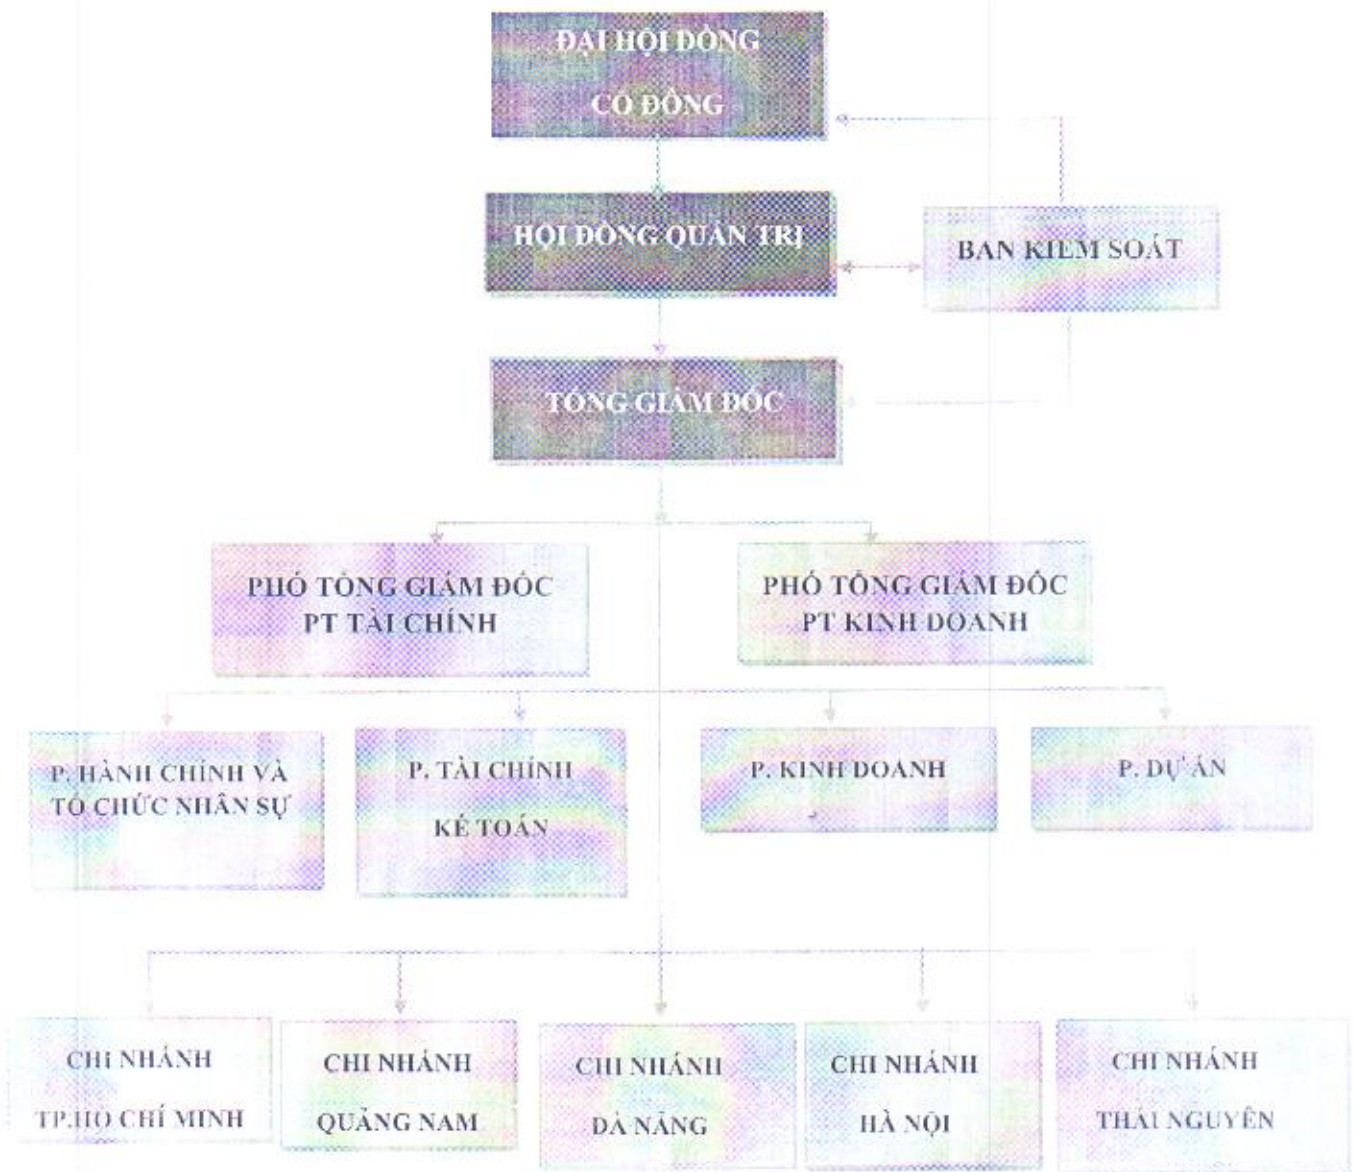 ĐẠI HỘI ĐỒNG
CỔ ĐÔNG
HỘI ĐỒNG QUẢN TRỊ
BAN KIỂM SOÁT
TỔNG GIÁM ĐỐC
PHÓ TỔNG GIÁM ĐỐC
PT TÀI CHÍNH
PHÓ TỔNG GIÁM ĐỐC
PT KINH DOANH
P. HÀNH CHÍNH VÀ
TỔ CHỨC NHÂN SỰ
P. TÀI CHÍNH
KẾ TOÁN
P. KINH DOANH
P. DỰ ÁN
CHI NHÁNH
TP.HỒ CHÍ MINH
CHI NHÁNH
QUẢNG NAM
CHI NHÁNH
ĐÀ NẴNG
CHI NHÁNH
HÀ NỘI
CHI NHÁNH
THÁI NGUYÊN